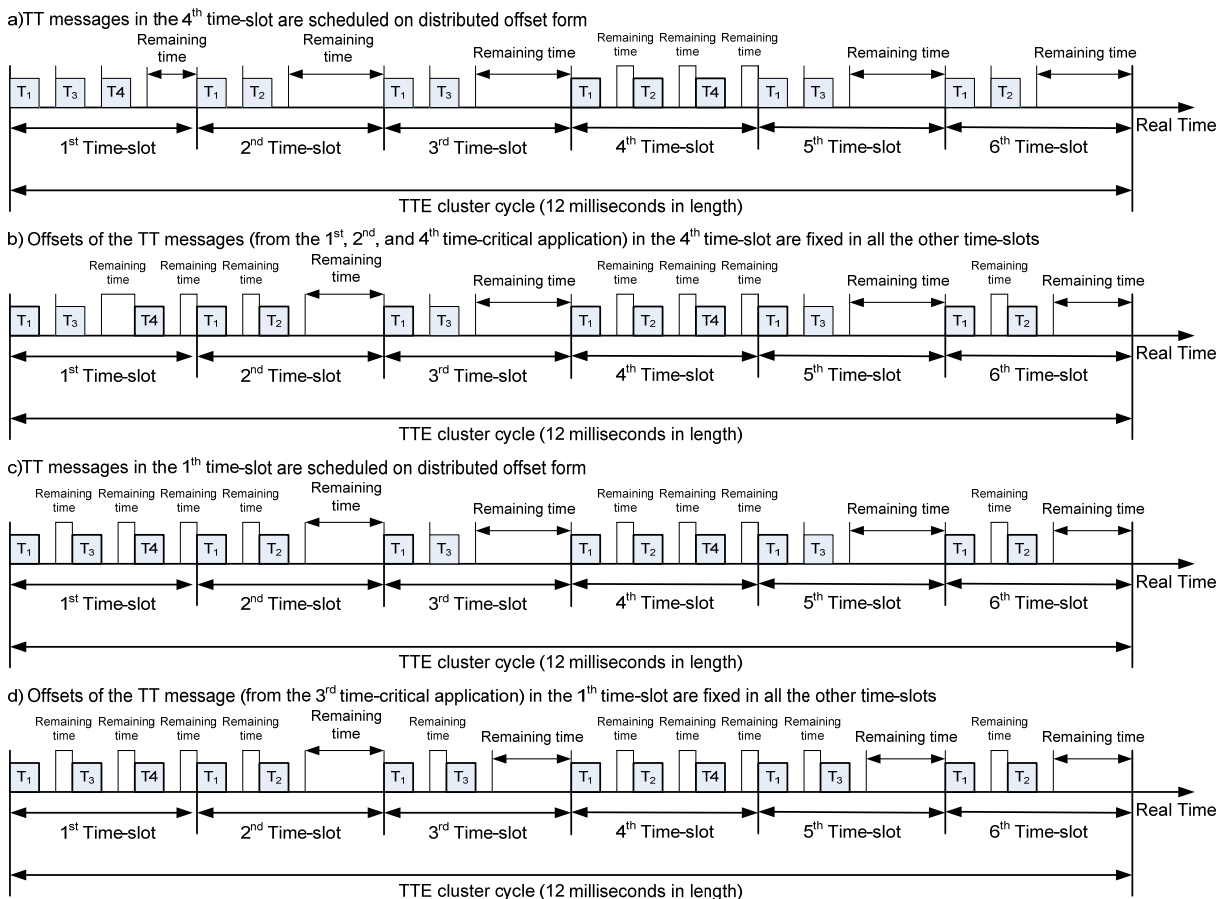 a)TT messages in the 4th time-slot are scheduled on distributed offset form
Remaining time
Remaining time
Remaining time
Remaining time
Remaining time
Remaining time
Remaining time
Remaining time
T1 T3 T4 T1 T2 T1 T3 T1 T2 T4 T1 T3 T1 T2
Real Time
1st Time-slot 2nd Time-slot 3rd Time-slot 4th Time-slot 5th Time-slot 6th Time-slot
TTE cluster cycle (12 milliseconds in length)
b) Offsets of the TT messages (from the 1st, 2nd, and 4th time-critical application) in the 4th time-slot are fixed in all the other time-slots
Remaining time
Remaining time
Remaining time
Remaining time
Remaining time
Remaining time
Remaining time
Remaining time
Remaining time
Remaining time
Remaining time
T1 T3 T4 T1 T2 T1 T3 T1 T2 T4 T1 T3 T1 T2
Real Time
1st Time-slot 2nd Time-slot 3rd Time-slot 4th Time-slot 5th Time-slot 6th Time-slot
TTE cluster cycle (12 milliseconds in length)
c)TT messages in the 1th time-slot are scheduled on distributed offset form
Remaining time
Remaining time
Remaining time
Remaining time
Remaining time
Remaining time
Remaining time
Remaining time
Remaining time
Remaining time
Remaining time
Remaining time
T1 T3 T4 T1 T2 T1 T3 T1 T2 T4 T1 T3 T1 T2
Real Time
1st Time-slot 2nd Time-slot 3rd Time-slot 4th Time-slot 5th Time-slot 6th Time-slot
TTE cluster cycle (12 milliseconds in length)
d) Offsets of the TT message (from the 3rd time-critical application) in the 1th time-slot are fixed in all the other time-slots
Remaining time
Remaining time
Remaining time
Remaining time
Remaining time
Remaining time
Remaining time
Remaining time
Remaining time
Remaining time
Remaining time
Remaining time
Remaining time
Remaining time
T1 T3 T4 T1 T2 T1 T3 T1 T2 T4 T1 T3 T1 T2
Real Time
1st Time-slot 2nd Time-slot 3rd Time-slot 4th Time-slot 5th Time-slot 6th Time-slot
TTE cluster cycle (12 milliseconds in length)